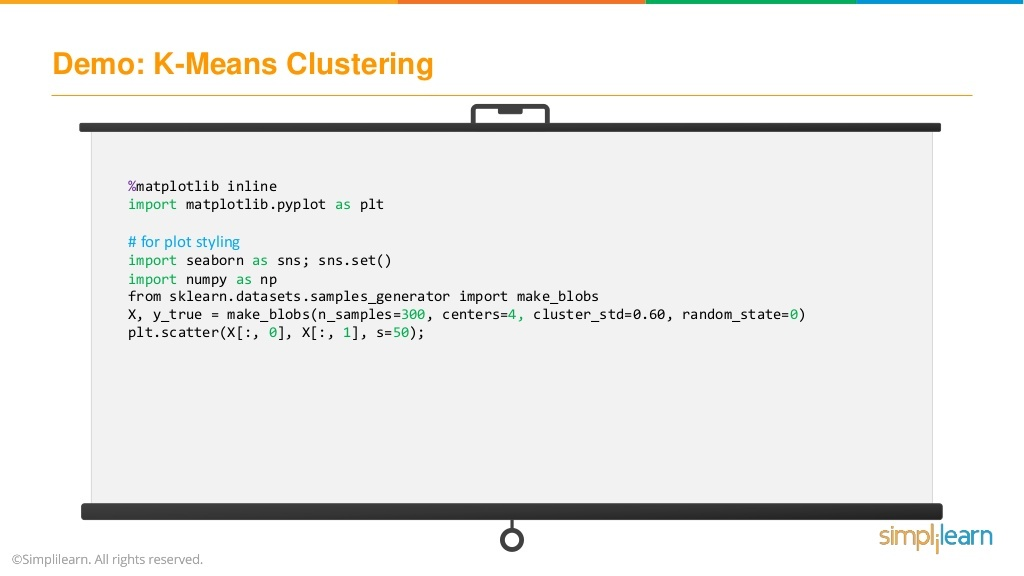 Demo: K-Means Clustering
%matplotlib inline
import matplotlib.pyplot as plt
# for plot styling
import seaborn as sns; sns.set()
import numpy as np
from sklearn.datasets.samples_generator import make_blobs
X, y_true = make_blobs(n_samples=300, centers=4, cluster_std=0.60, random_state=0)
plt.scatter(X[:, 0], X[:, 1], s=50);
simplilearn
©Simplilearn. All rights reserved.